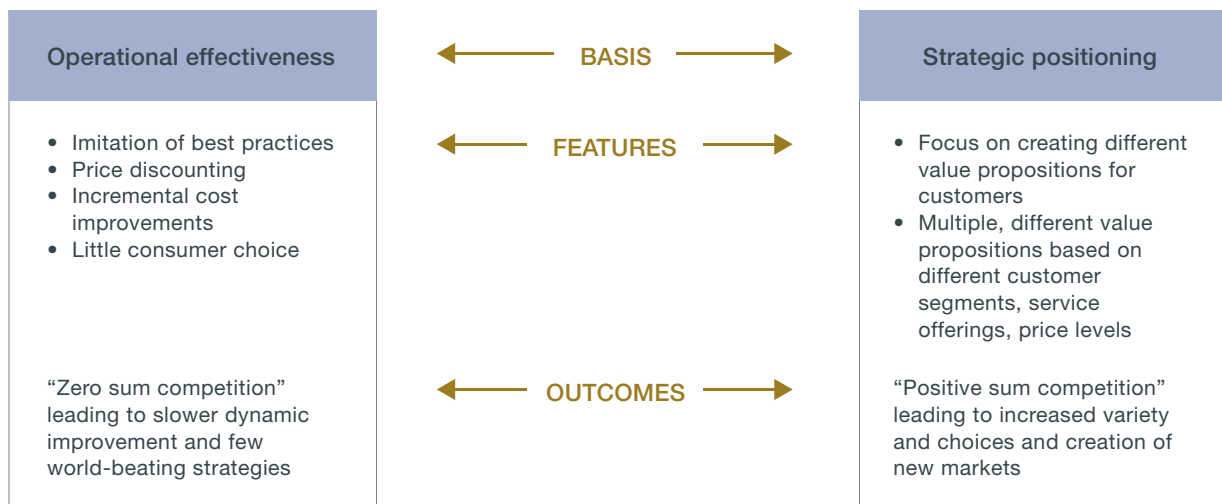 Operational effectiveness
BASIS
Strategic positioning
• Imitation of best practices
• Price discounting
• Incremental cost
improvements
• Little consumer choice
FEATURES
• Focus on creating different
value propositions for
customers
• Multiple, different value
propositions based on
different customer
segments, service
offerings, price levels
“Zero sum competition”
leading to slower dynamic
improvement and few
world-beating strategies
OUTCOMES
“Positive sum competition”
leading to increased variety
and choices and creation of
new markets